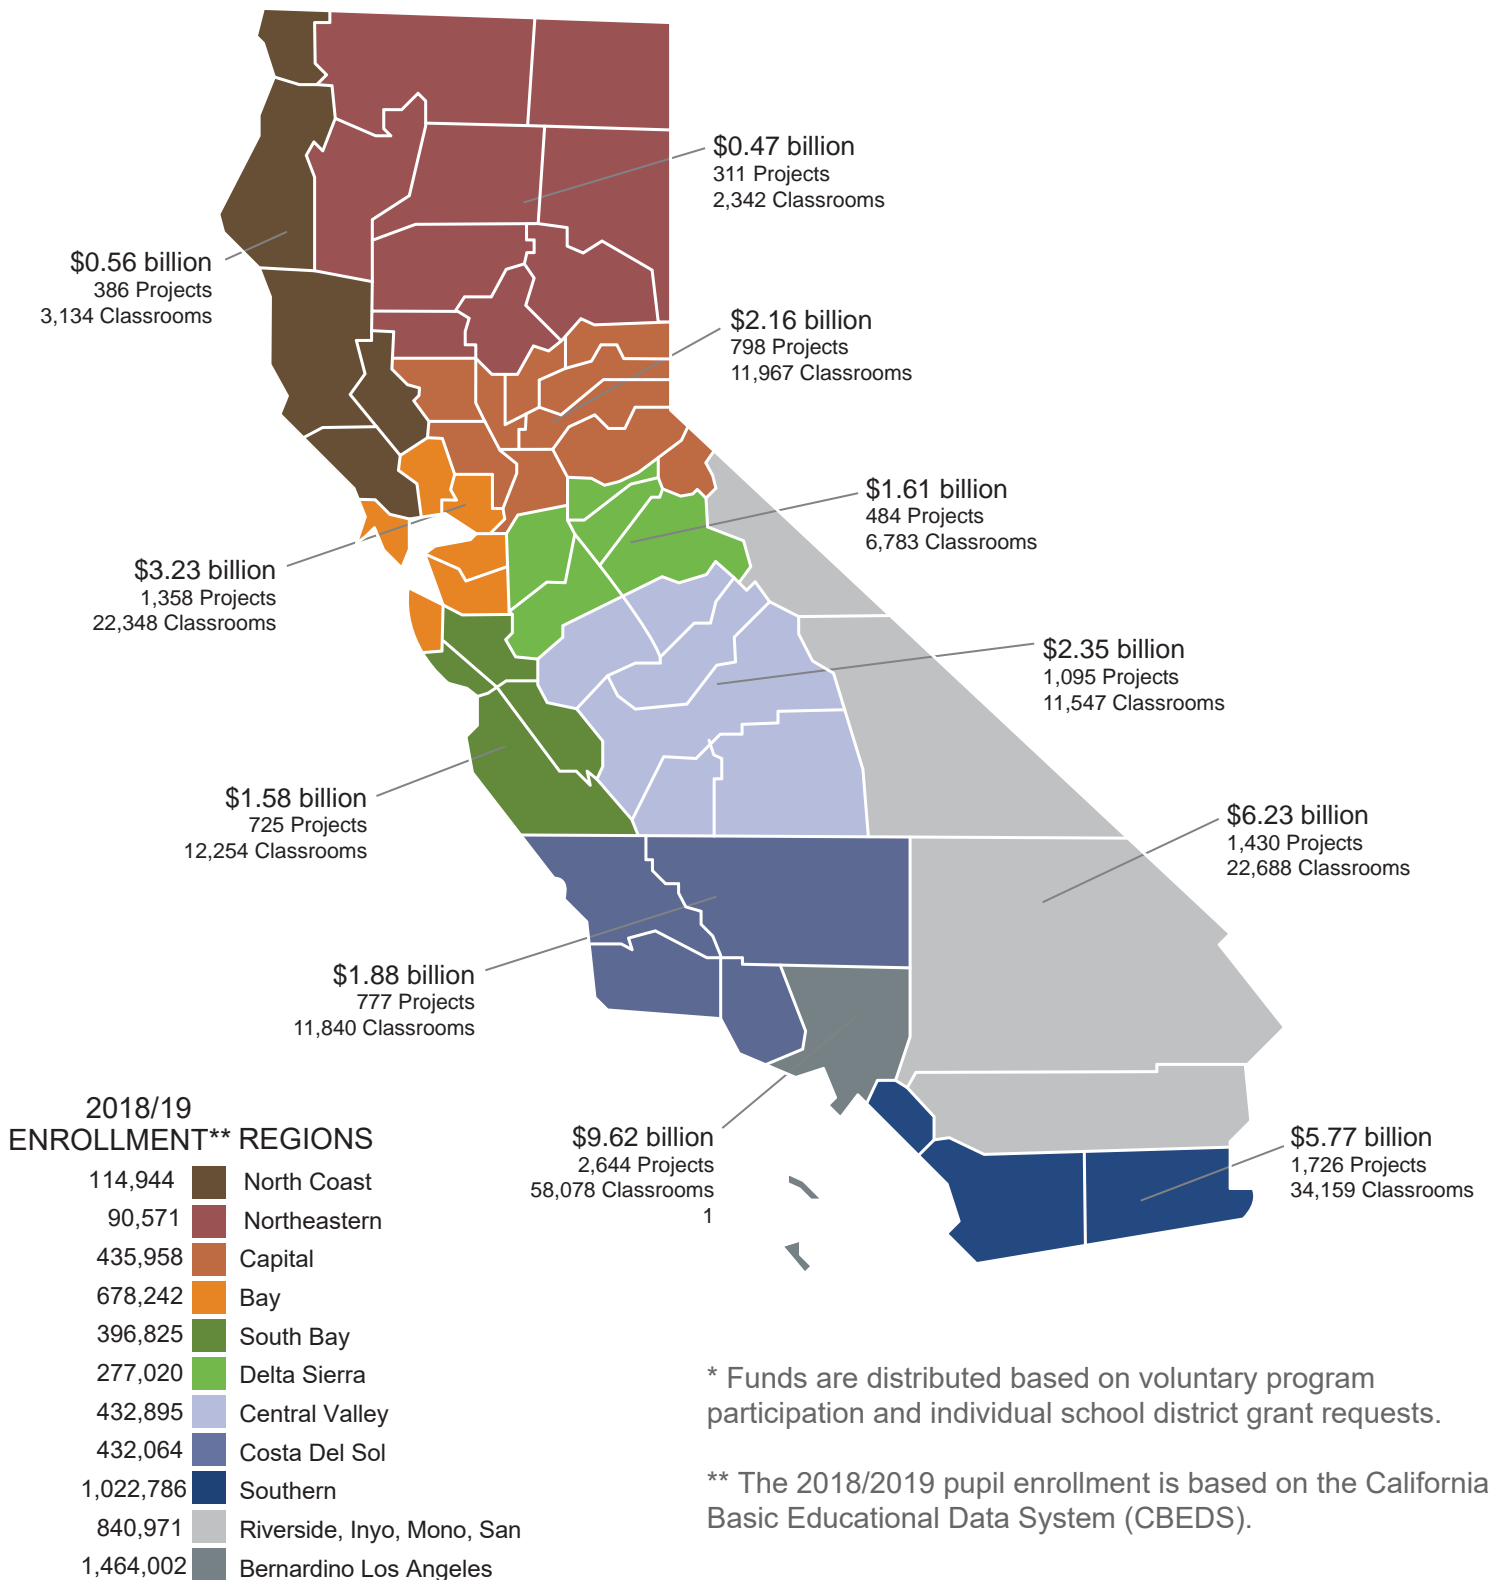 $0.47 billion
311 Projects
2,342 Classrooms
$0.56 billion
386 Projects
3,134 Classrooms
$2.16 billion
798 Projects
11,967 Classrooms
$1.61 billion
484 Projects
6,783 Classrooms
$3.23 billion
1,358 Projects
22,348 Classrooms
$2.35 billion
1,095 Projects
11,547 Classrooms
$1.58 billion
725 Projects
12,254 Classrooms
$6.23 billion
1,430 Projects
22,688 Classrooms
$1.88 billion
777 Projects
11,840 Classrooms
$9.62 billion
2,644 Projects
58,078 Classrooms
1
$5.77 billion
1,726 Projects
34,159 Classrooms
2018/19
ENROLLMENT** REGIONS
114,944 North Coast
90,571 Northeastern
435,958 Capital
678,242 Bay
396,825 South Bay
277,020 Delta Sierra
432,895 Central Valley
432,064 Costa Del Sol
1,022,786 Southern
840,971 Riverside, Inyo, Mono, San
1,464,002 Bernardino Los Angeles
* Funds are distributed based on voluntary program
participation and individual school district grant requests.
** The 2018/2019 pupil enrollment is based on the California
Basic Educational Data System (CBEDS).